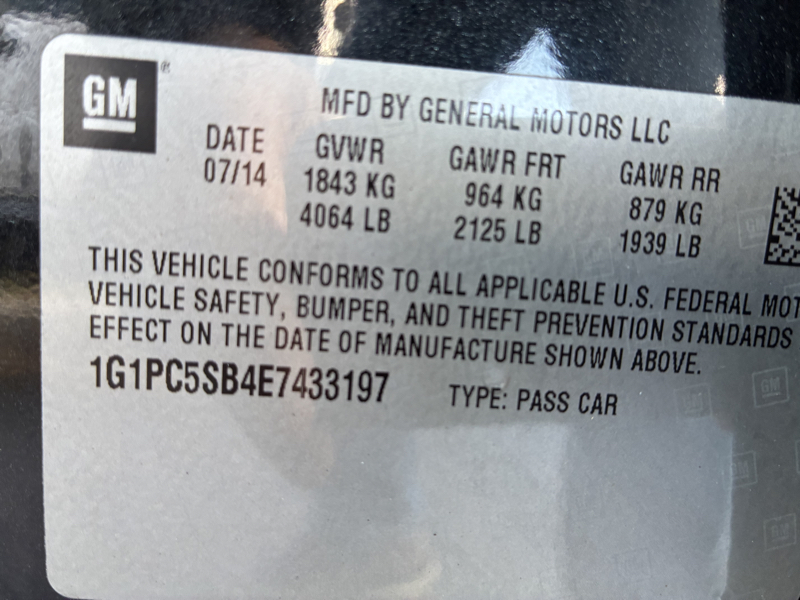 GM ®
MFD BY GENERAL MOTORS LLC
DATE GVWR GAWR FRT GAWR RR
07/14 1843 KG 964 KG 879 KG
4064 LB 2125 LB 1939 LB
THIS VEHICLE CONFORMS TO ALL APPLICABLE U.S. FEDERAL MOT
VEHICLE SAFETY, BUMPER, AND THEFT PREVENTION STANDARDS
EFFECT ON THE DATE OF MANUFACTURE SHOWN ABOVE.
1G1PC5SB4E7433197 TYPE: PASS CAR